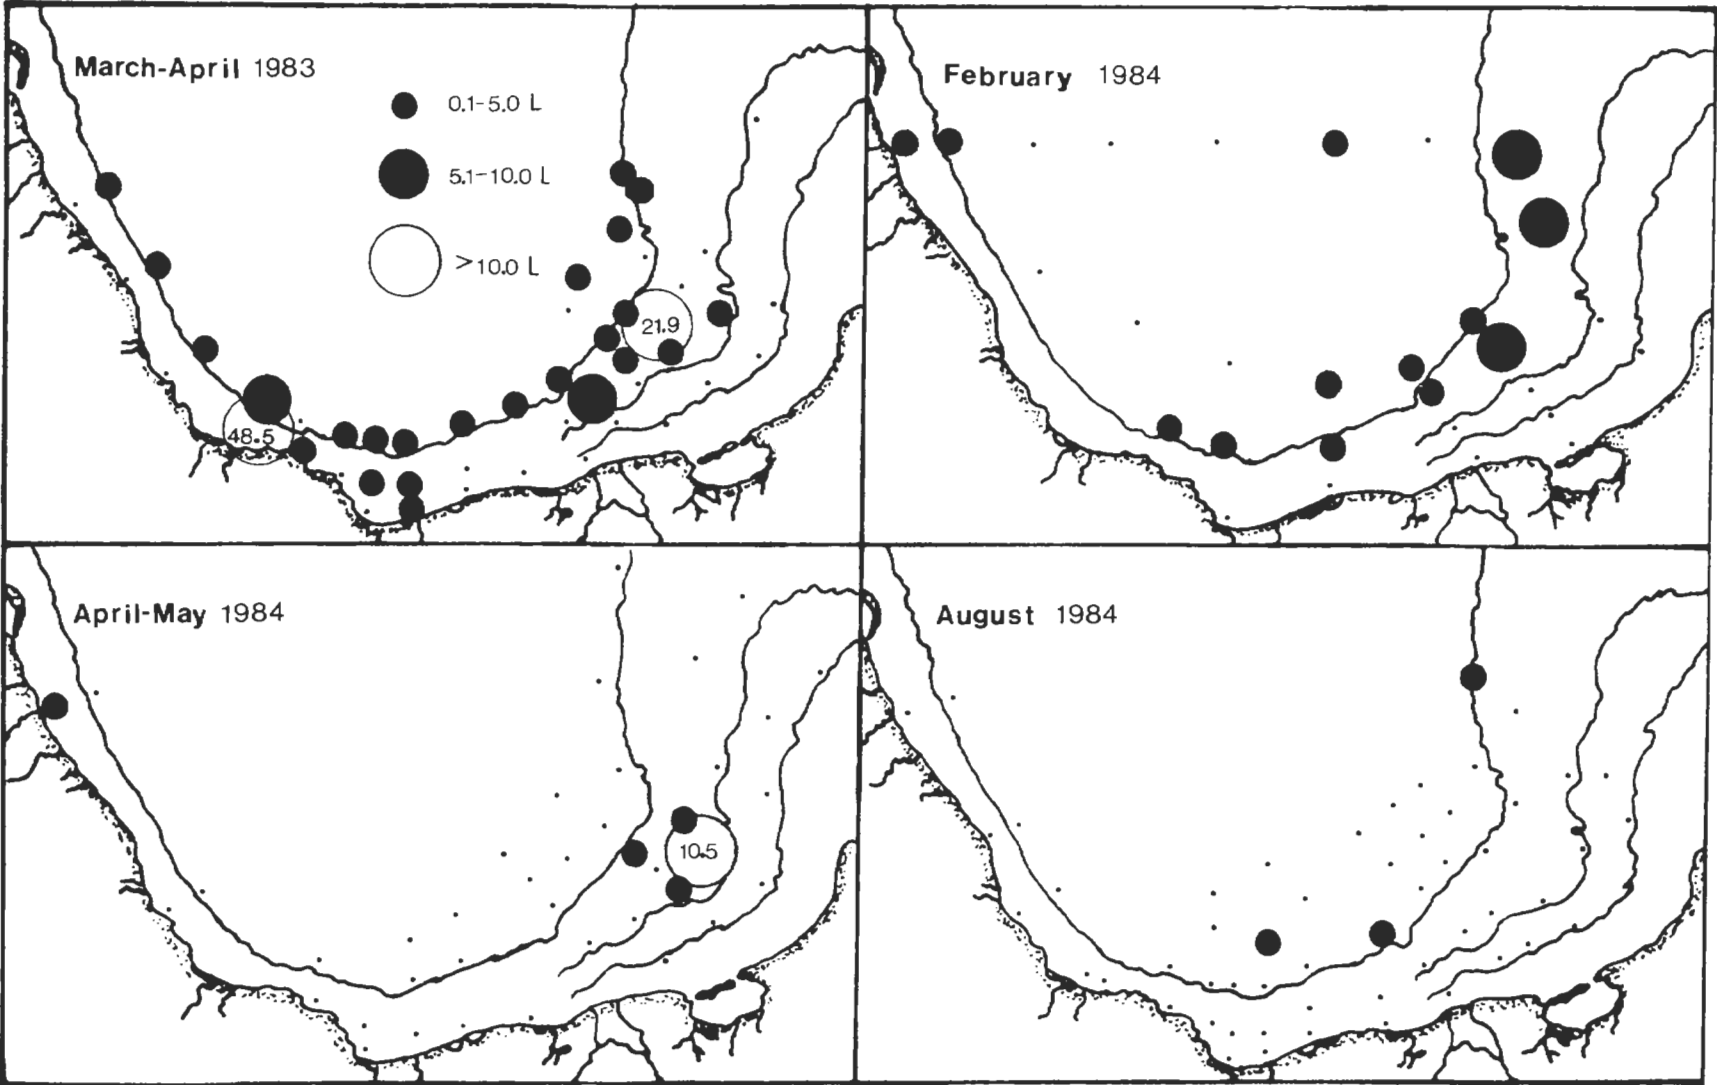 March-April 1983
0.1-5.0 L
5.1-10.0 L
>10.0 L
21.9
48.5
February 1984
April-May 1984
10.5
August 1984